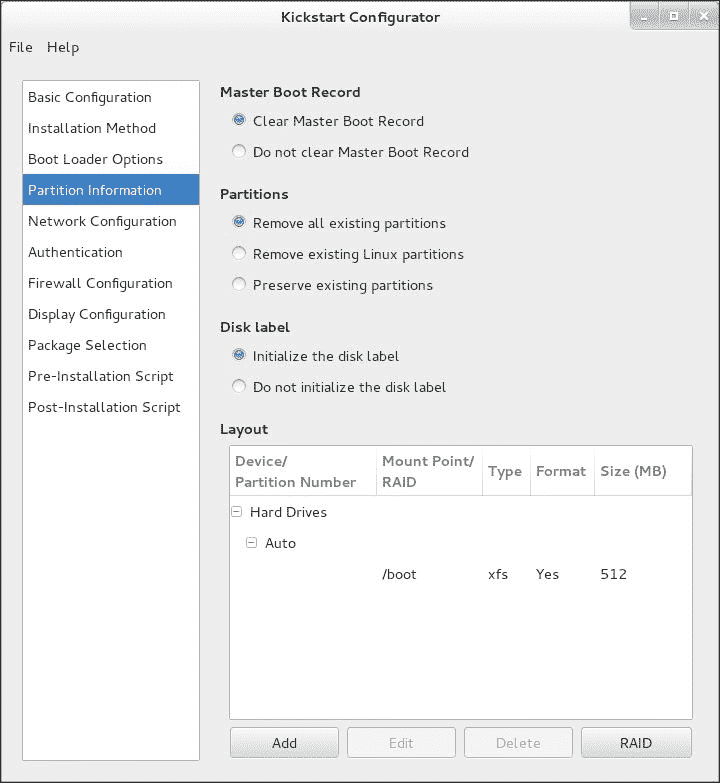 Kickstart Configurator
File Help
Basic Configuration
Installation Method
Boot Loader Options
Partition Information
Network Configuration
Authentication
Firewall Configuration
Display Configuration
Package Selection
Pre-Installation Script
Post-Installation Script
Master Boot Record
Clear Master Boot Record
Do not clear Master Boot Record
Partitions
Remove all existing partitions
Remove existing Linux partitions
Preserve existing partitions
Disk label
Initialize the disk label
Do not initialize the disk label
Layout
Device/
Partition Number
Mount Point/
RAID
Type
Format
Size (MB)
Hard Drives
Auto
/boot xfs Yes 512
Add Edit Delete RAID